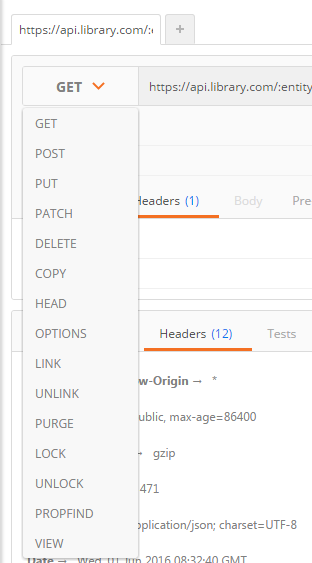 https://api.library.com/:
+
GET
https://api.library.com/:entity
GET
POST
PUT
PATCH
DELETE
COPY
HEAD
OPTIONS
LINK
UNLINK
PURGE
LOCK
UNLOCK
PROPFIND
VIEW
Headers (1) Body Pre
Headers (12) Tests
w-Origin → *
ublic, max-age=86400
→ gzip
471
pplication/json; charset=UTF-8
Date → Wed, 01 Jun 2016 08:32:40 GMT